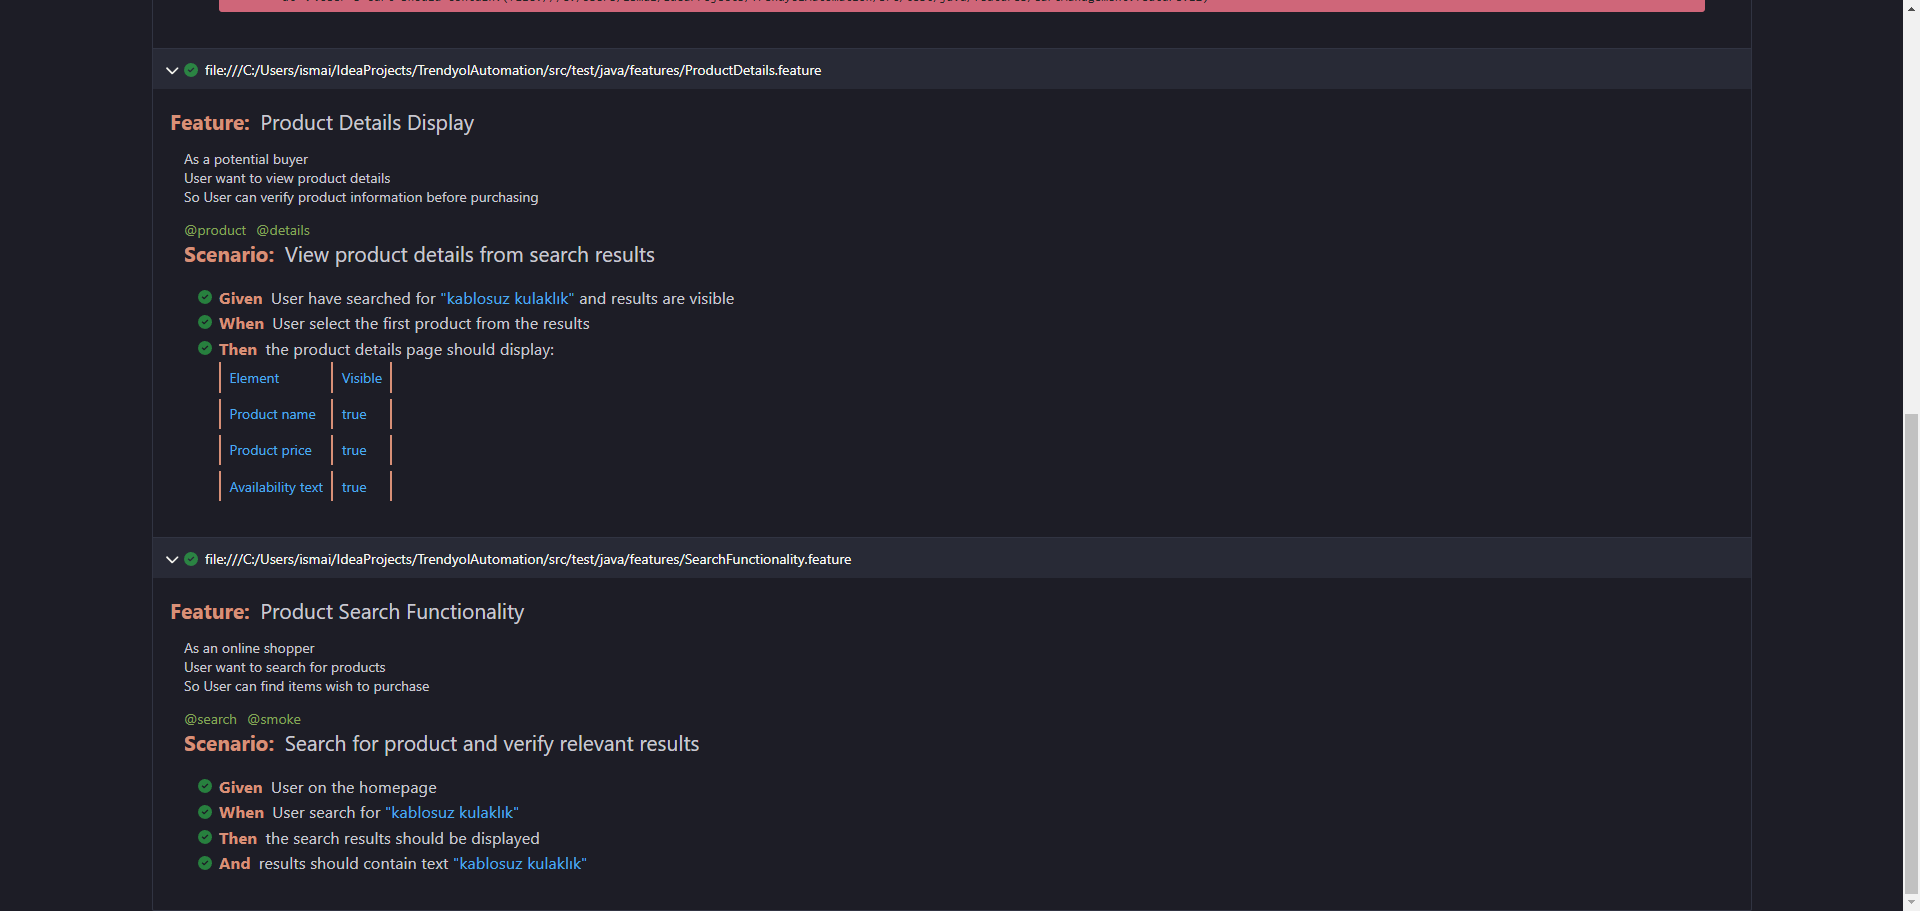 file:///C:/Users/ismai/IdeaProjects/TrendyolAutomation/src/test/java/features/ProductDetails.feature
Feature: Product Details Display
As a potential buyer
User want to view product details
So User can verify product information before purchasing
@product @details
Scenario: View product details from search results
Given User have searched for "kablosuz kulaklık" and results are visible
When User select the first product from the results
Then the product details page should display:
Element Visible
Product name true
Product price true
Availability text true
file:///C:/Users/ismai/IdeaProjects/TrendyolAutomation/src/test/java/features/SearchFunctionality.feature
Feature: Product Search Functionality
As an online shopper
User want to search for products
So User can find items wish to purchase
@search @smoke
Scenario: Search for product and verify relevant results
Given User on the homepage
When User search for "kablosuz kulaklık"
Then the search results should be displayed
And results should contain text "kablosuz kulaklık"